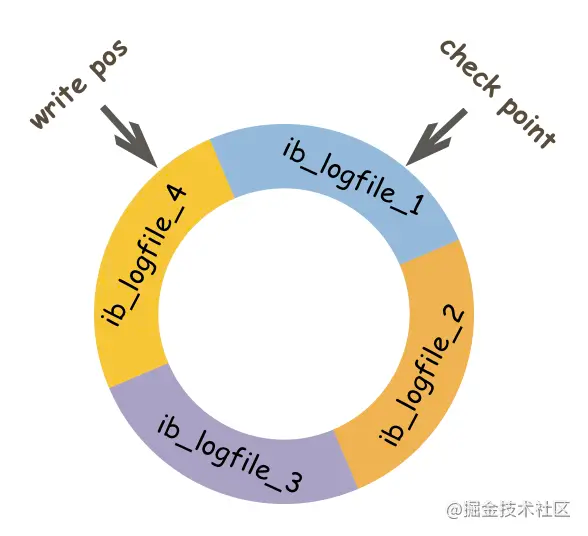 write pos
check point
ib_logfile_1
ib_logfile_4
ib_logfile_2
ib_logfile_3
@掘金技术社区